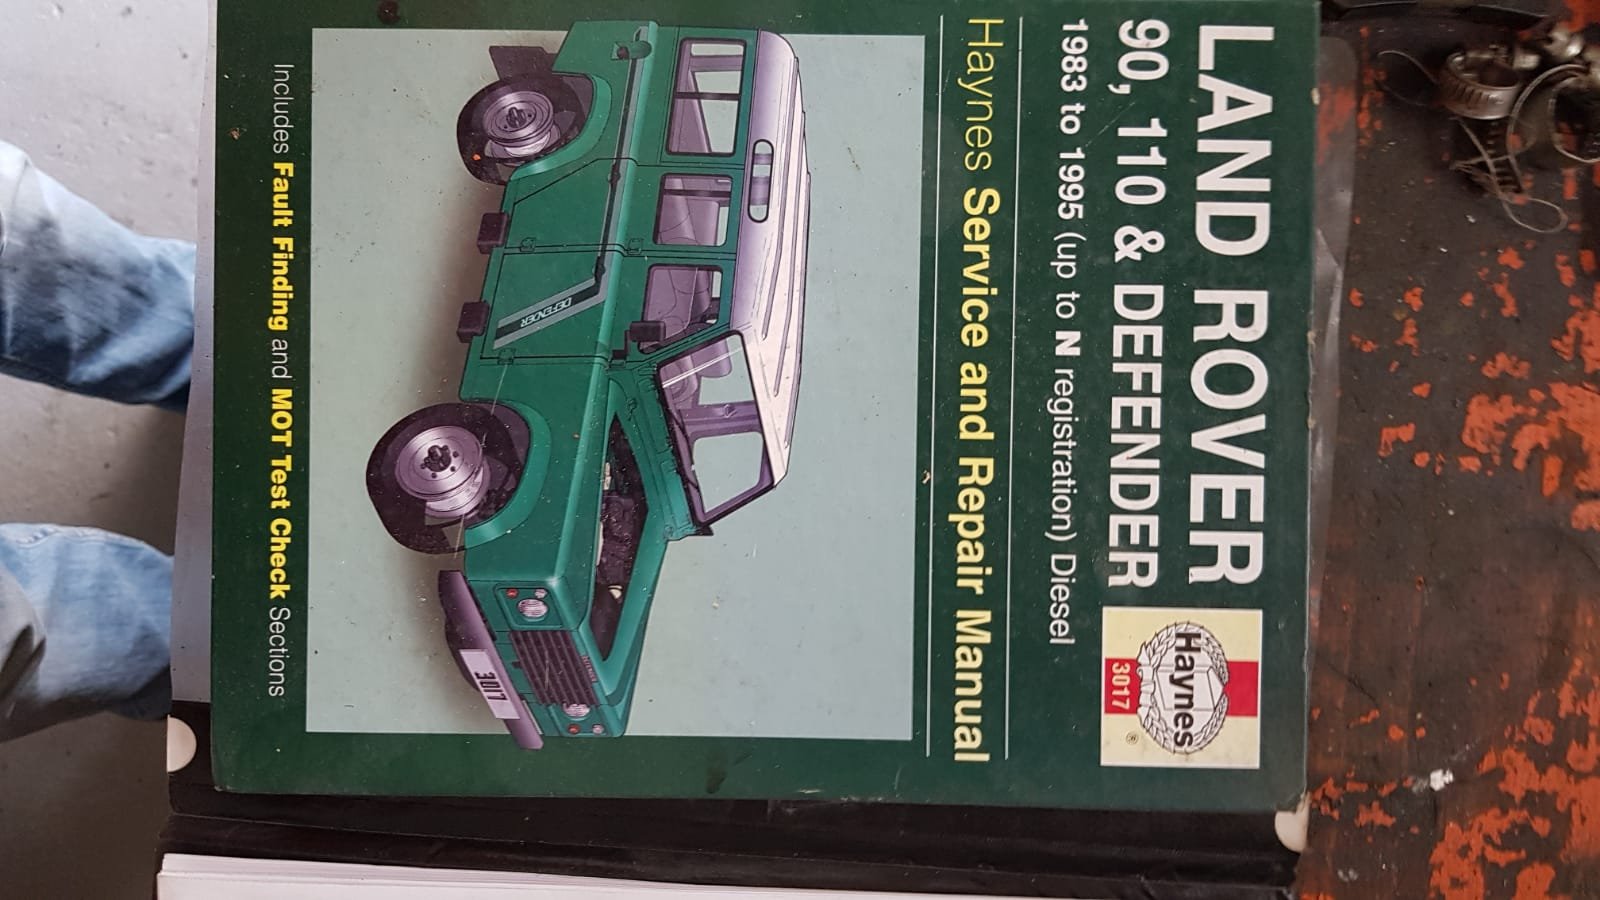 LAND ROVER
90, 110 & DEFENDER
1983 to 1995 (up to N registration) Diesel
Haynes
3017
®
Haynes Service and Repair Manual
DEFENDER
3017
Includes Fault Finding and MOT Test Check Sections